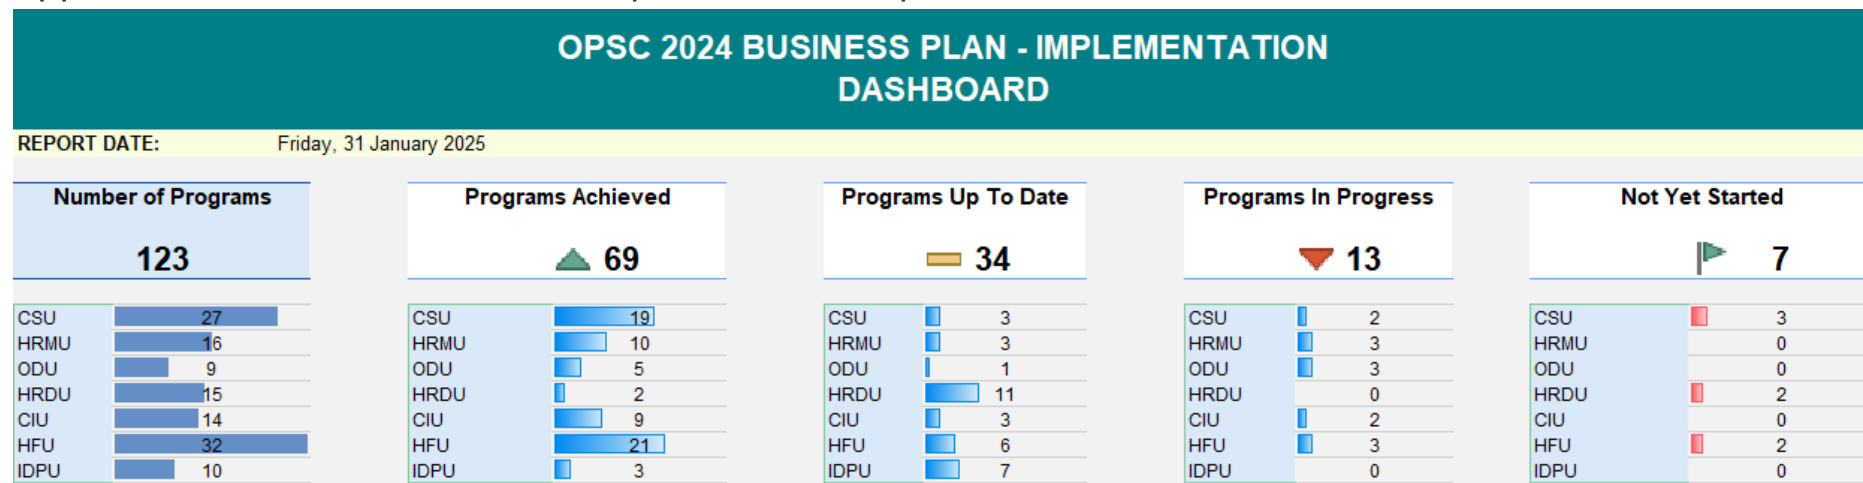 OPSC 2024 BUSINESS PLAN - IMPLEMENTATION
DASHBOARD
REPORT DATE: Friday, 31 January 2025
Number of Programs
123
CSU 27
HRMU 16
ODU 9
HRDU 15
CIU 14
HFU 32
IDPU 10
Programs Achieved
69
CSU 19
HRMU 10
ODU 5
HRDU 2
CIU 9
HFU 21
IDPU 3
Programs Up To Date
34
CSU 3
HRMU 3
ODU 1
HRDU 11
CIU 3
HFU 6
IDPU 7
Programs In Progress
13
CSU 2
HRMU 3
ODU 3
HRDU 0
CIU 2
HFU 3
IDPU 0
Not Yet Started
7
CSU 3
HRMU 0
ODU 0
HRDU 2
CIU 0
HFU 2
IDPU 0